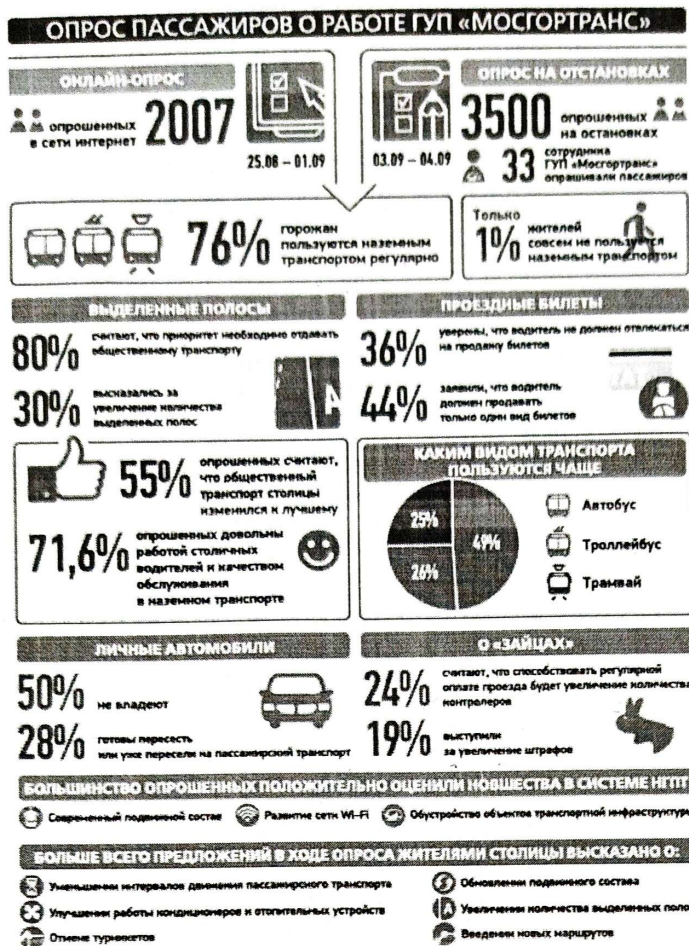 ОПРОС ПАССАЖИРОВ О РАБОТЕ ГУП «МОСГОРТРАНС»
ОНЛАЙН-ОПРОС
опрошенных
в сети интернет
2007
25.08 – 01.09
ОПРОС НА ОТСТАНОВКАХ
03.09 – 04.09
3500
опрошенных
на остановках
33
сотрудника
ГУП «Мосгортранс»
опрашивали пассажиров
76%
горожан
пользуются наземным
транспортом регулярно
Только
1%
жителей
совсем не пользуется
наземным транспортом
ВЫДЕЛЕННЫЕ ПОЛОСЫ
80%
считают, что приоритет необходимо отдавать
общественному транспорту
30%
высказались за
увеличение количества
выделенных полос
А
ПРОЕЗДНЫЕ БИЛЕТЫ
36%
уверены, что водитель не должен отвлекаться
на продажу билетов
44%
заявили, что водитель
должен продавать
только один вид билетов
55%
опрошенных считают,
что общественный
транспорт столицы
изменился к лучшему
71,6%
опрошенных довольны
работой столичных
водителей и качеством
обслуживания
в наземном транспорте
КАКИМ ВИДОМ ТРАНСПОРТА
ПОЛЬЗУЮТСЯ ЧАЩЕ
25%
49%
26%
Автобус
Троллейбус
Трамвай
ЛИЧНЫЕ АВТОМОБИЛИ
50%
не владеют
28%
готовы пересесть
или уже пересели на пассажирский транспорт
О «ЗАЙЦАХ»
24%
считают, что способствовать регулярной
оплате проезда будет увеличение количества
контролеров
19%
выступили
за увеличение штрафов
БОЛЬШИНСТВО ОПРОШЕННЫХ ПОЛОЖИТЕЛЬНО ОЦЕНИЛИ НОВШЕСТВА В СИСТЕМЕ НГПТ
Современный подвижной состав
Развитие сети Wi-Fi
Обустройство объектов транспортной инфраструктуры
БОЛЬШЕ ВСЕГО ПРЕДЛОЖЕНИЙ В ХОДЕ ОПРОСА ЖИТЕЛЯМИ СТОЛИЦЫ ВЫСКАЗАНО О:
Уменьшении интервалов движения пассажирского транспорта
Улучшении работы кондиционеров и отопительных устройств
Отмене турникетов
Обновлении подвижного состава
Увеличении количества выделенных поло
Введении новых маршрутов